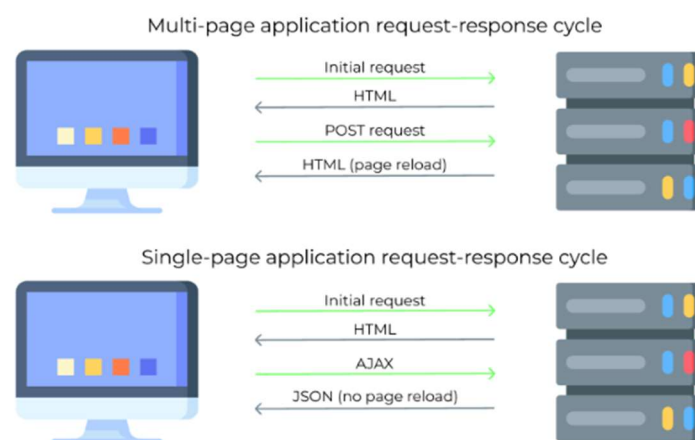 Multi-page application request-response cycle
Initial request
HTML
POST request
HTML (page reload)
Single-page application request-response cycle
Initial request
HTML
AJAX
JSON (no page reload)